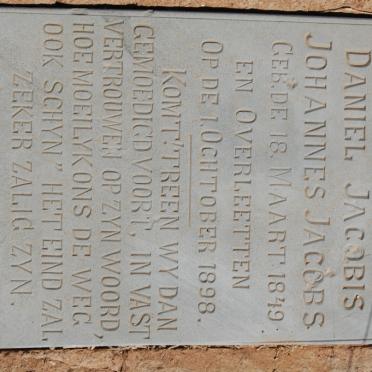 DANIEL JACOBIS
JOHANNES JACOBS
GEB. DE 18. MAART 1849
EN OVERLEETTEN
OP DE 1. OCHTOBER 1898.
KOMT'TREEN WY DAN
GEMOEDIGD VOORT, IN VAST
VERTROUWEN OP ZYN WOORD,
HOE MOELYK ONS DE WEG
OOK SCHYN" HET EIND ZAL
ZEKER ZALIG ZYN.